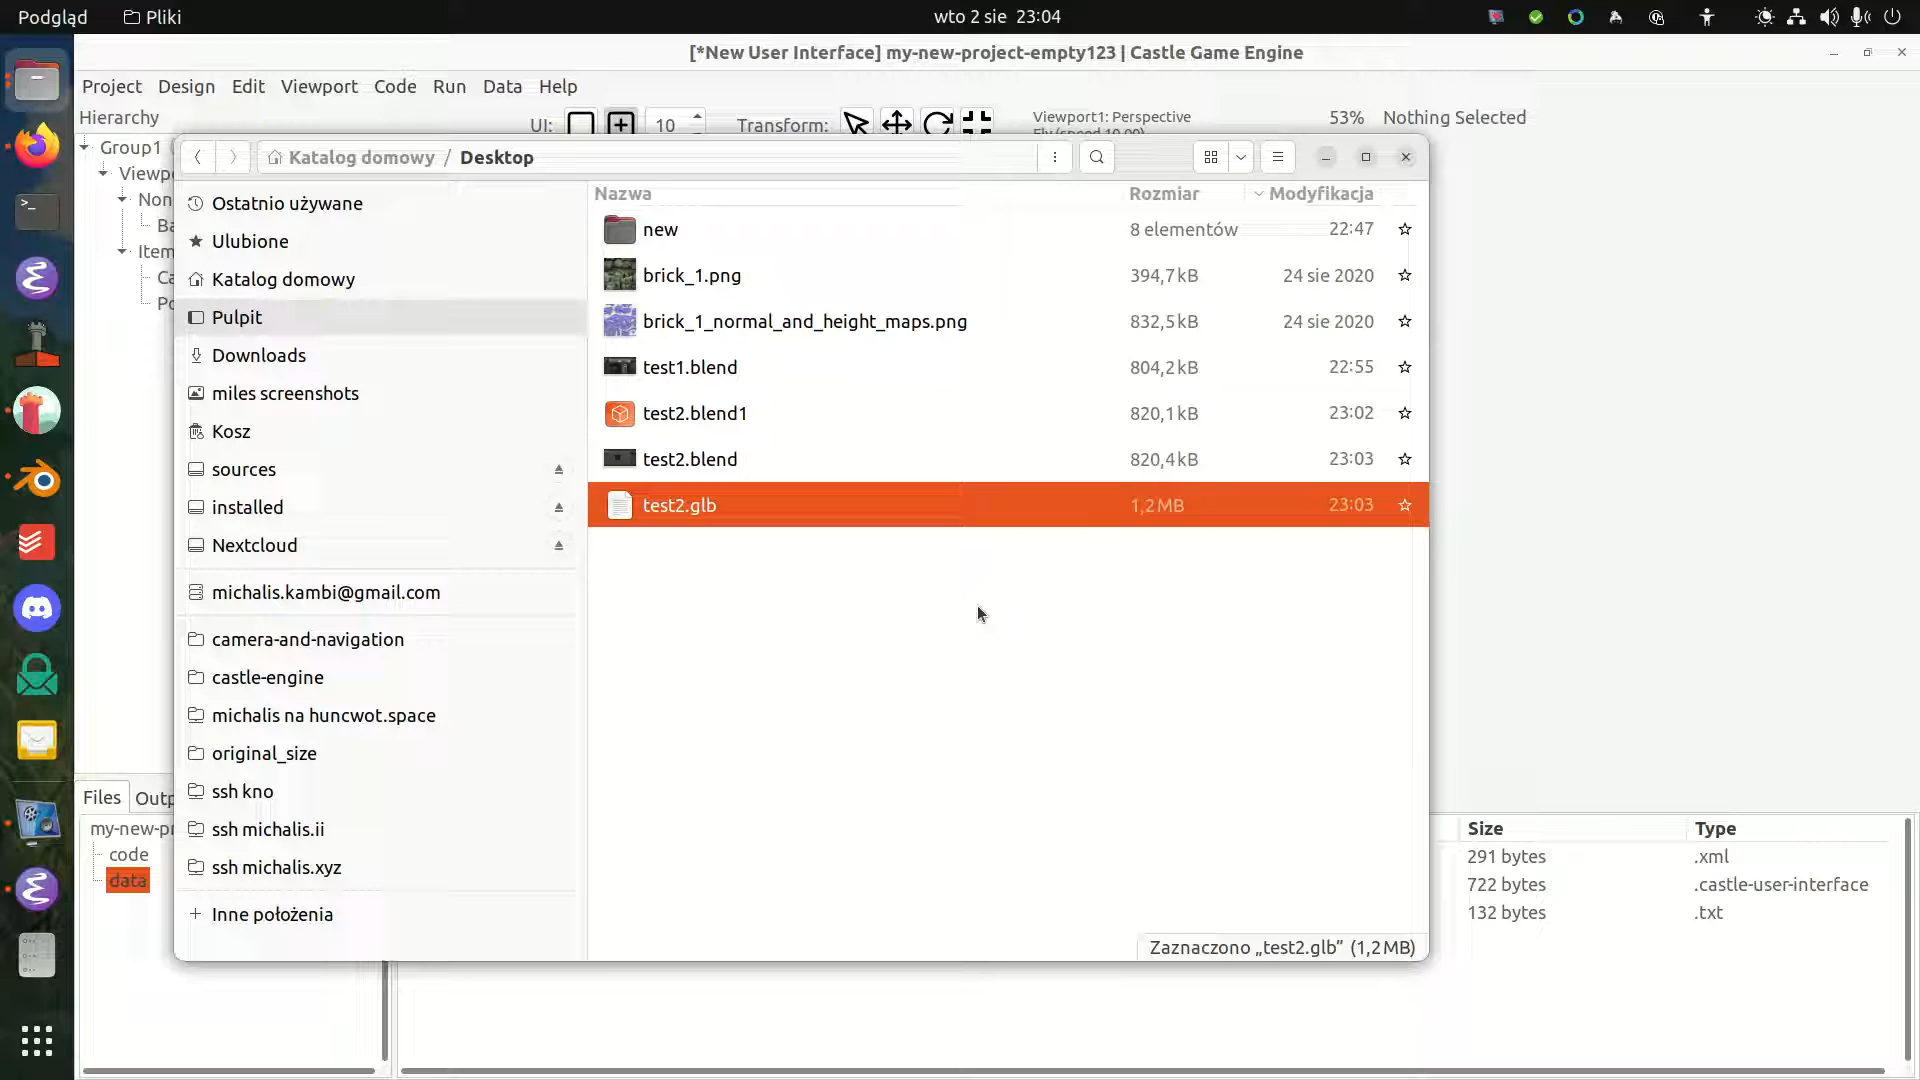 Podgląd
Pliki
wto 2 sie 23:04
[*New User Interface] my-new-project-empty123 | Castle Game Engine
Project Design Edit Viewport Code Run Data Help
Hierarchy
UI:
10
Transform:
Viewport1: Perspective
53%
Nothing Selected
Group1
Katalog domowy / Desktop
Ostatnio używane
Ulubione
Katalog domowy
Pulpit
Downloads
miles screenshots
Kosz
sources
installed
Nextcloud
michalis.kambi@gmail.com
camera-and-navigation
castle-engine
michalis na huncwot.space
original_size
ssh kno
ssh michalis.ii
ssh michalis.xyz
Inne położenia
Nazwa Rozmiar Modyfikacja
new 8 elementów 22:47
brick_1.png 394,7 kB 24 sie 2020
brick_1_normal_and_height_maps.png 832,5 kB 24 sie 2020
test1.blend 804,2 kB 22:55
test2.blend1 820,1 kB 23:02
test2.blend 820,4 kB 23:03
test2.glb 1,2 MB 23:03
Zaznaczono „test2.glb” (1,2 MB)
Files Outp
my-new-pr
code
data
Size Type
291 bytes .xml
722 bytes .castle-user-interface
132 bytes .txt